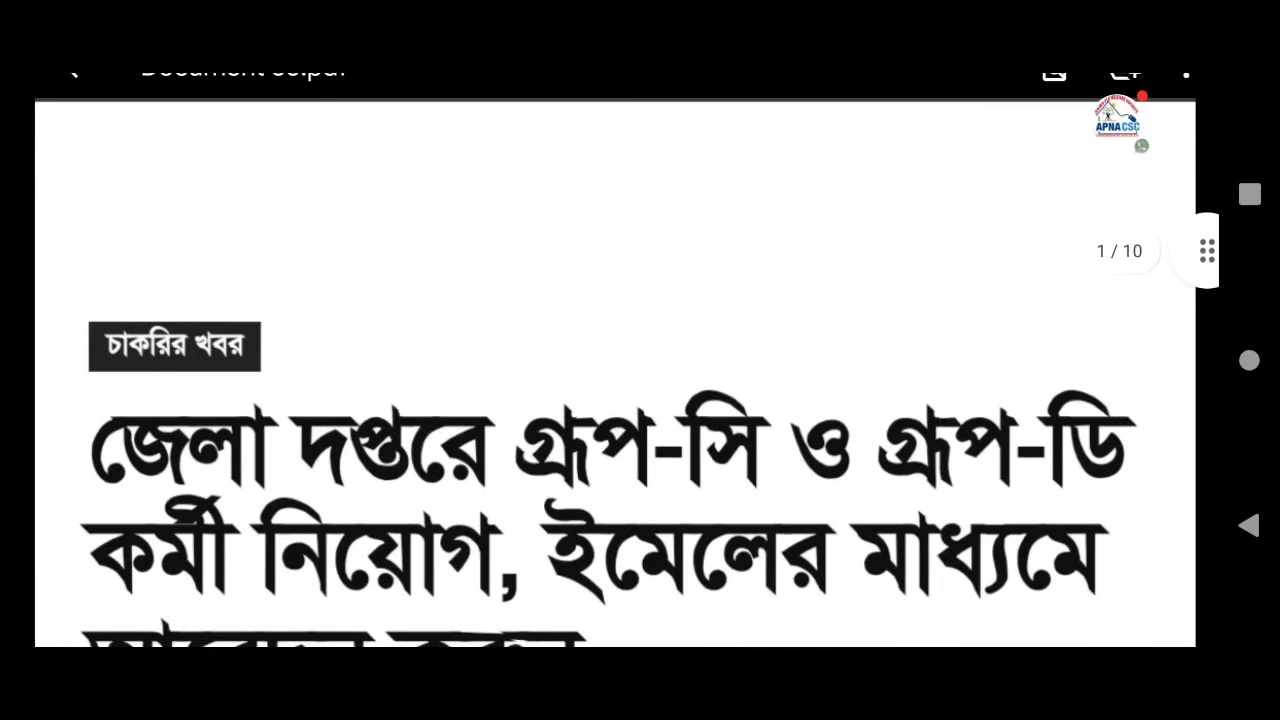 APNA CSC
1 / 10
চাকরির খবর
জেলা দপ্তরে গ্রূপ-সি ও গ্রূপ-ডি
কর্মী নিয়োগ, ইমেলের মাধ্যমে